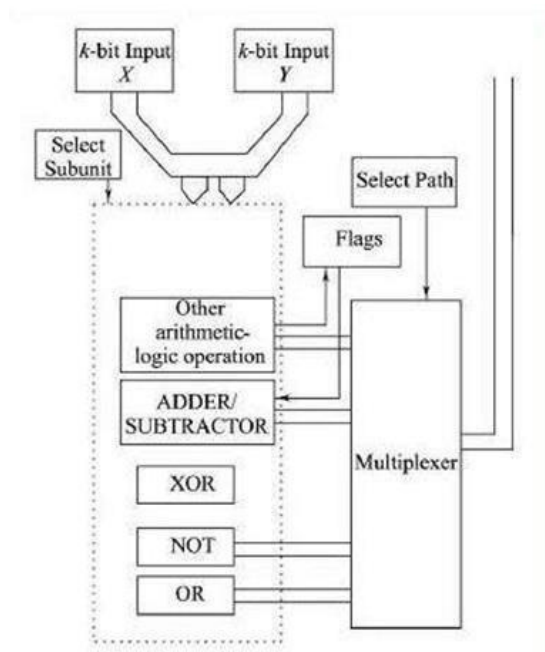 k-bit Input
X
k-bit Input
Y
Select
Subunit
Select Path
Flags
Other
arithmetic-
logic operation
ADDER/
SUBTRACTOR
Multiplexer
XOR
NOT
OR